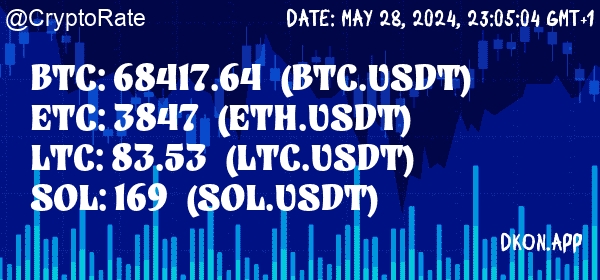 @CryptoRate
DATE: MAY 28, 2024, 23:05:04 GMT+1
BTC: 68417.64 (BTC.USDT)
ETC: 3847 (ETH.USDT)
LTC: 83.53 (LTC.USDT)
SOL: 169 (SOL.USDT)
DKON.APP